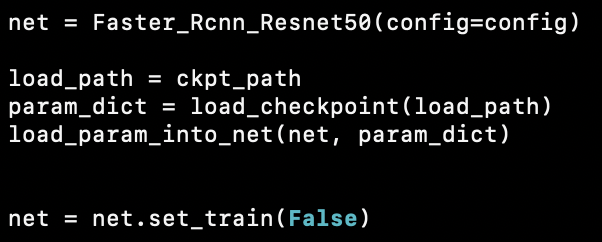 net = Faster_Rcnn_Resnet50(config=config)
load_path = ckpt_path
param_dict = load_checkpoint(load_path)
load_param_into_net(net, param_dict)
net = net.set_train(False)